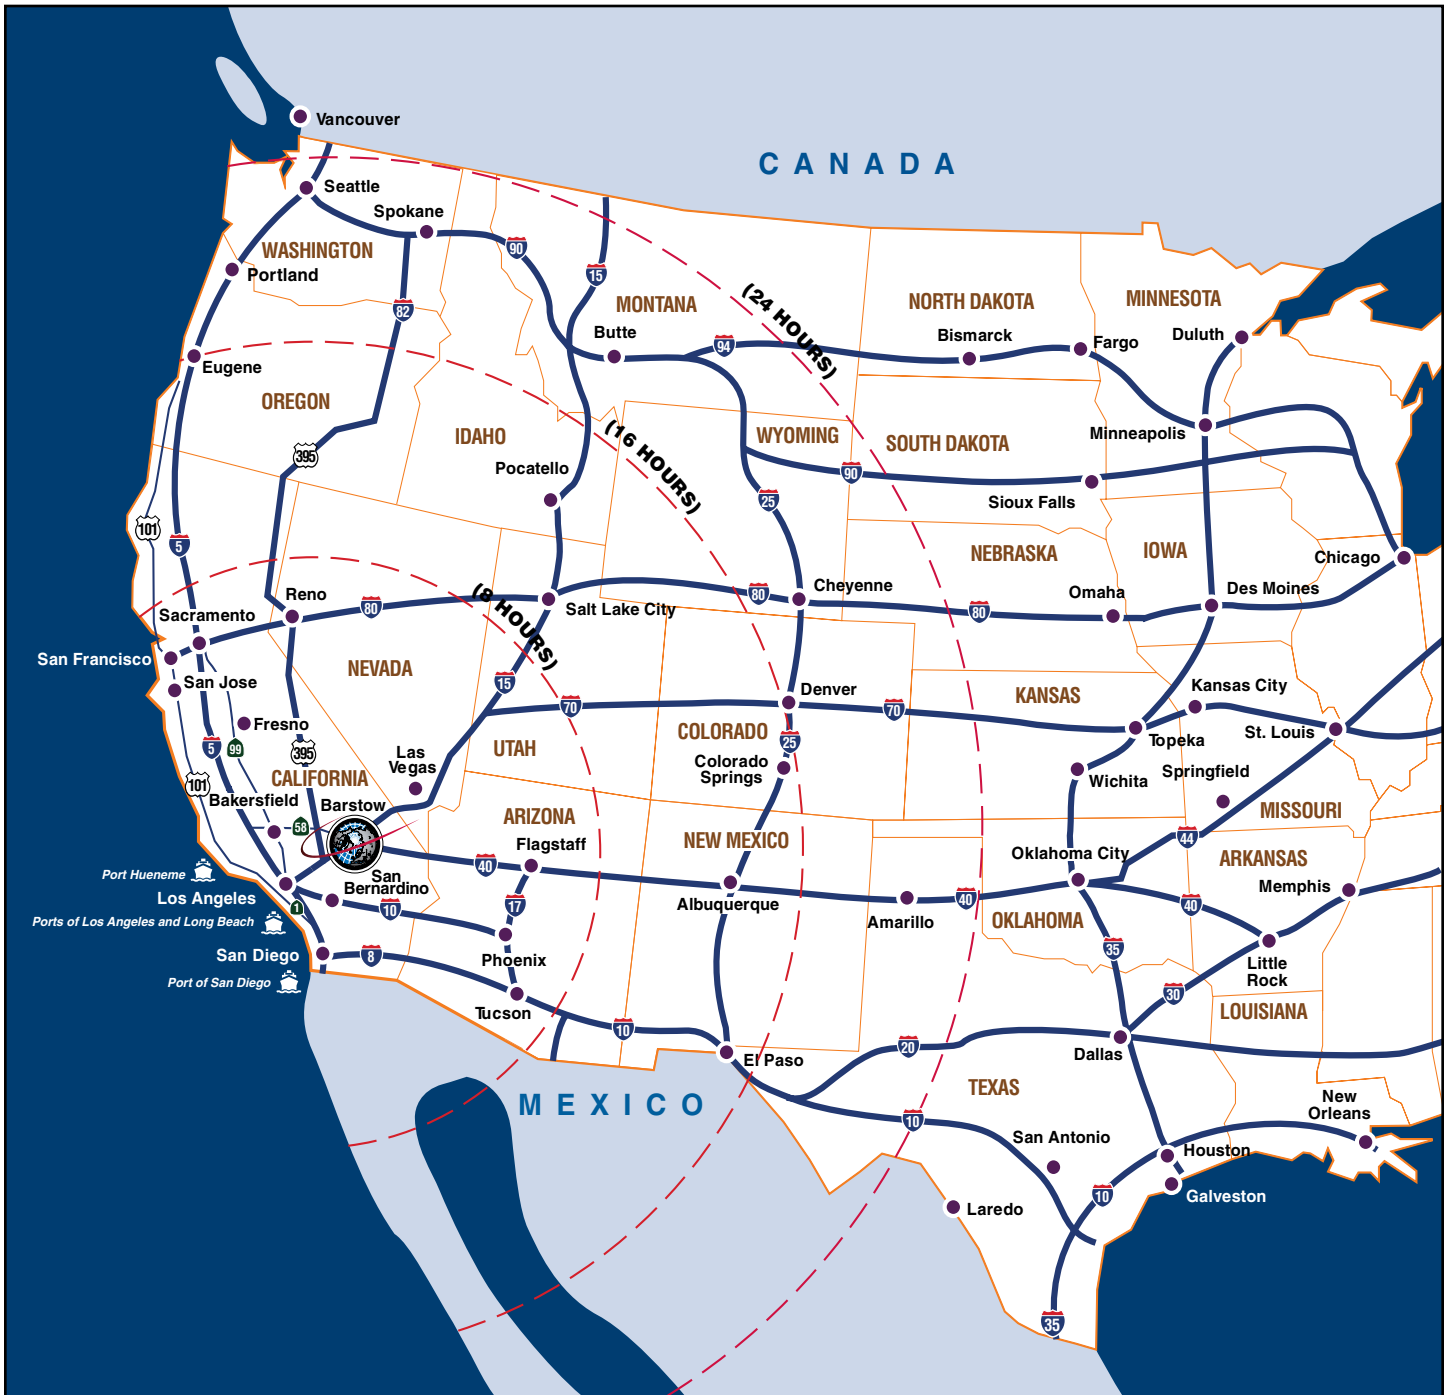 Vancouver
CANADA
Seattle
Spokane
WASHINGTON
90
Portland
15
82
MONTANA
(24 HOURS)
NORTH DAKOTA
MINNESOTA
Butte
94
Bismarck
Fargo
Duluth
Eugene
OREGON
IDAHO
(16 HOURS)
WYOMING
SOUTH DAKOTA
Minneapolis
395
Pocatello
90
25
Sioux Falls
101
5
NEBRASKA
IOWA
Chicago
Reno
80
(8 HOURS)
Salt Lake City
80
Cheyenne
80
Omaha
Des Moines
Sacramento
San Francisco
San Jose
NEVADA
15
70
Denver
70
KANSAS
Kansas City
Fresno
5
99
395
Las
Vegas
UTAH
COLORADO
25
Colorado
Springs
Topeka
St. Louis
Wichita
Springfield
101
CALIFORNIA
Bakersfield
Barstow
58
ARIZONA
Flagstaff
NEW MEXICO
MISSOURI
44
Oklahoma City
ARKANSAS
Port Hueneme
Los Angeles
San
Bernardino
40
10
17
Albuquerque
Amarillo
40
OKLAHOMA
40
Memphis
1
Ports of Los Angeles and Long Beach
San Diego
8
Phoenix
35
Little
Rock
Port of San Diego
Tucson
10
30
LOUISIANA
El Paso
20
Dallas
MEXICO
TEXAS
10
New
Orleans
San Antonio
Houston
10
Galveston
Laredo
35